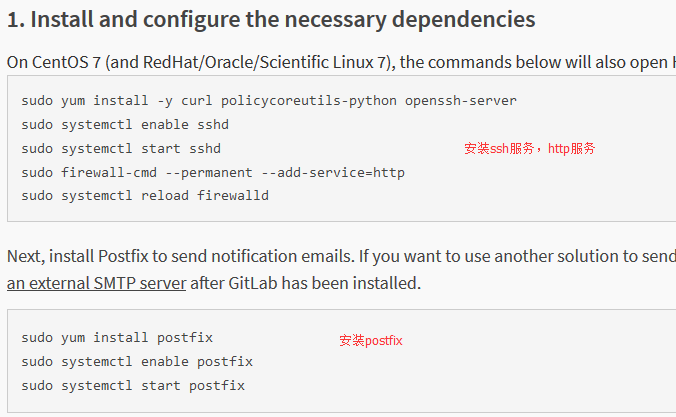 1. Install and configure the necessary dependencies
On CentOS 7 (and RedHat/Oracle/Scientific Linux 7), the commands below will also open
sudo yum install -y curl policycoreutils-python openssh-server
sudo systemctl enable sshd
sudo systemctl start sshd 安装ssh服务，http服务
sudo firewall-cmd --permanent --add-service=http
sudo systemctl reload firewalld
Next, install Postfix to send notification emails. If you want to use another solution to send
an external SMTP server after GitLab has been installed.
sudo yum install postfix 安装postfix
sudo systemctl enable postfix
sudo systemctl start postfix